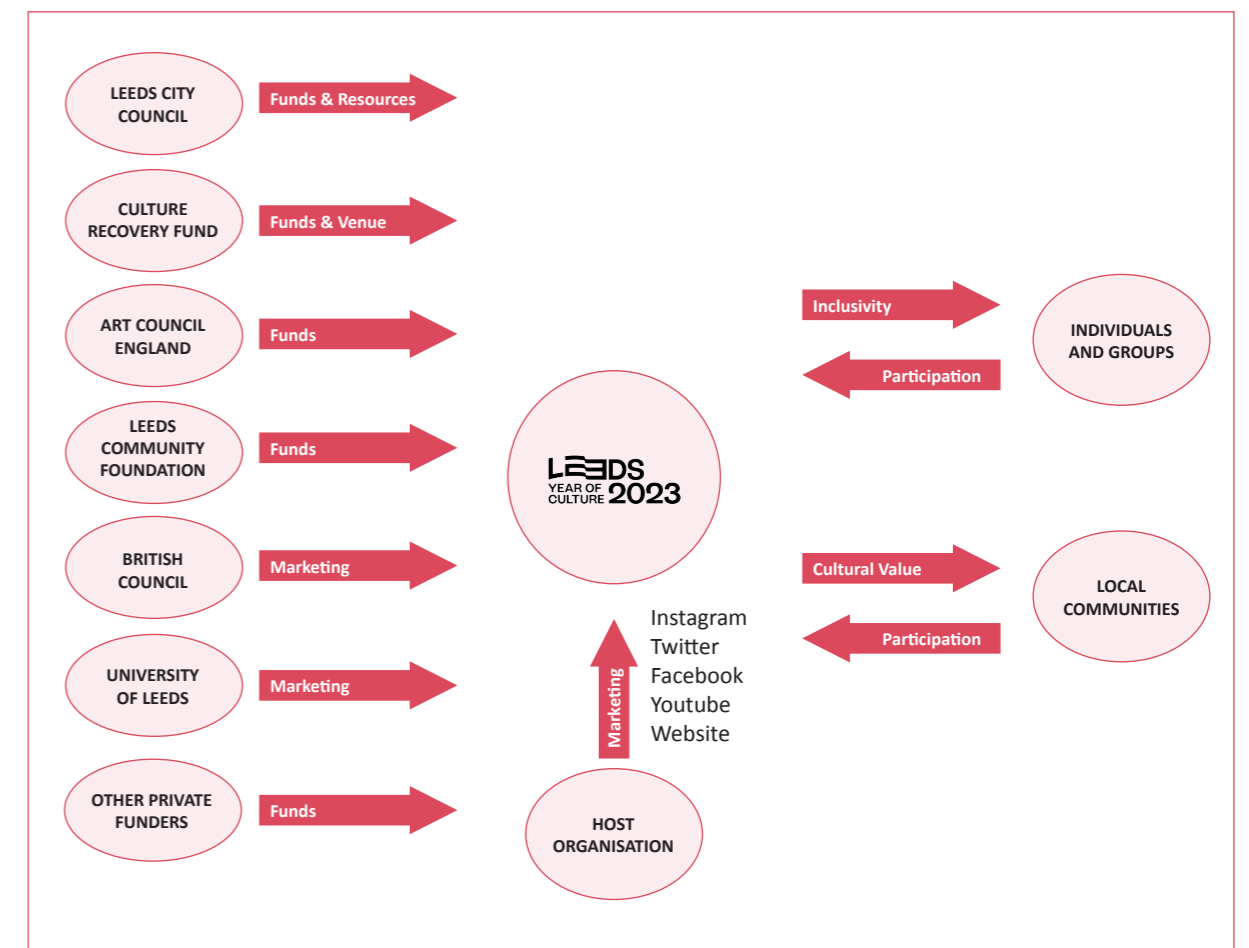 LEEDS CITY
COUNCIL
Funds & Resources
CULTURE
RECOVERY FUND
Funds & Venue
ART COUNCIL
ENGLAND
Funds
LEEDS
COMMUNITY
FOUNDATION
Funds
BRITISH
COUNCIL
Marketing
UNIVERSITY
OF LEEDS
Marketing
OTHER PRIVATE
FUNDERS
Funds
LEEDS
YEAR OF
CULTURE 2023
Marketing
Instagram
Twitter
Facebook
Youtube
Website
HOST
ORGANISATION
Inclusivity
Participation
INDIVIDUALS
AND GROUPS
Cultural Value
Participation
LOCAL
COMMUNITIES